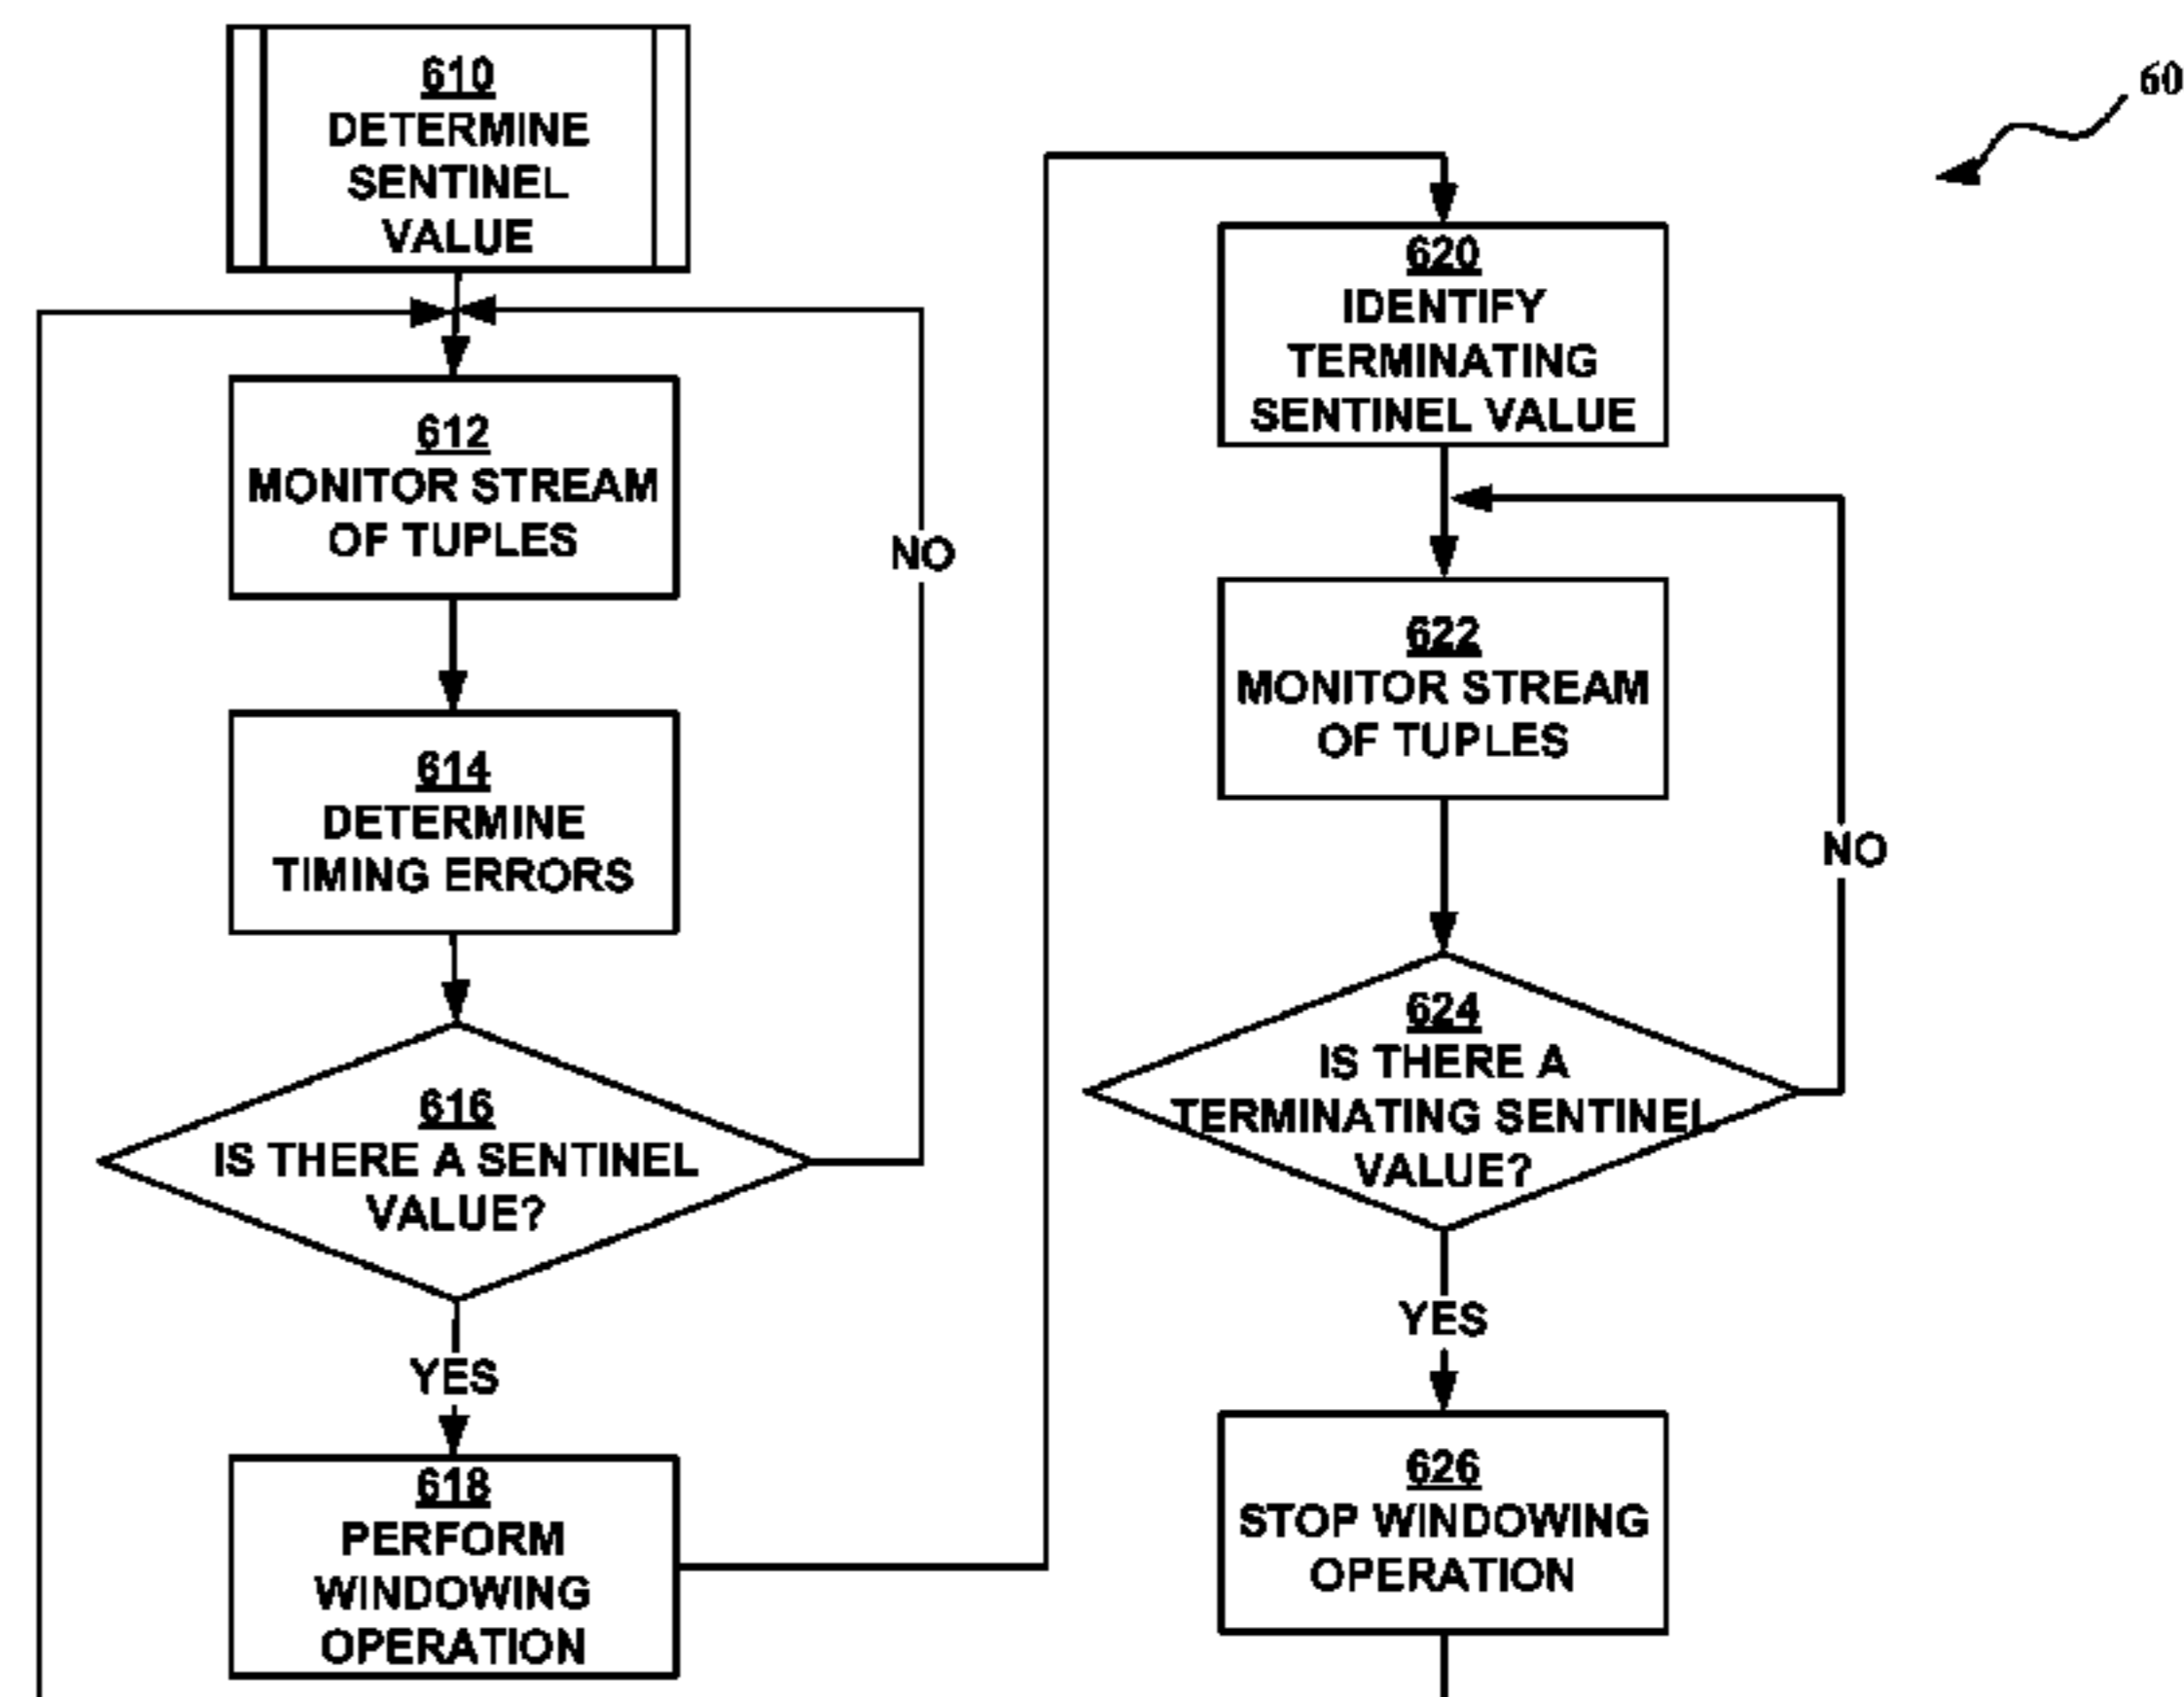 610
DETERMINE
SENTINEL
VALUE
612
MONITOR STREAM
OF TUPLES
NO
614
DETERMINE
TIMING ERRORS
616
IS THERE A SENTINEL
VALUE?
YES
618
PERFORM
WINDOWING
OPERATION
60
620
IDENTIFY
TERMINATING
SENTINEL VALUE
622
MONITOR STREAM
OF TUPLES
NO
624
IS THERE A
TERMINATING SENTINEL
VALUE?
YES
626
STOP WINDOWING
OPERATION